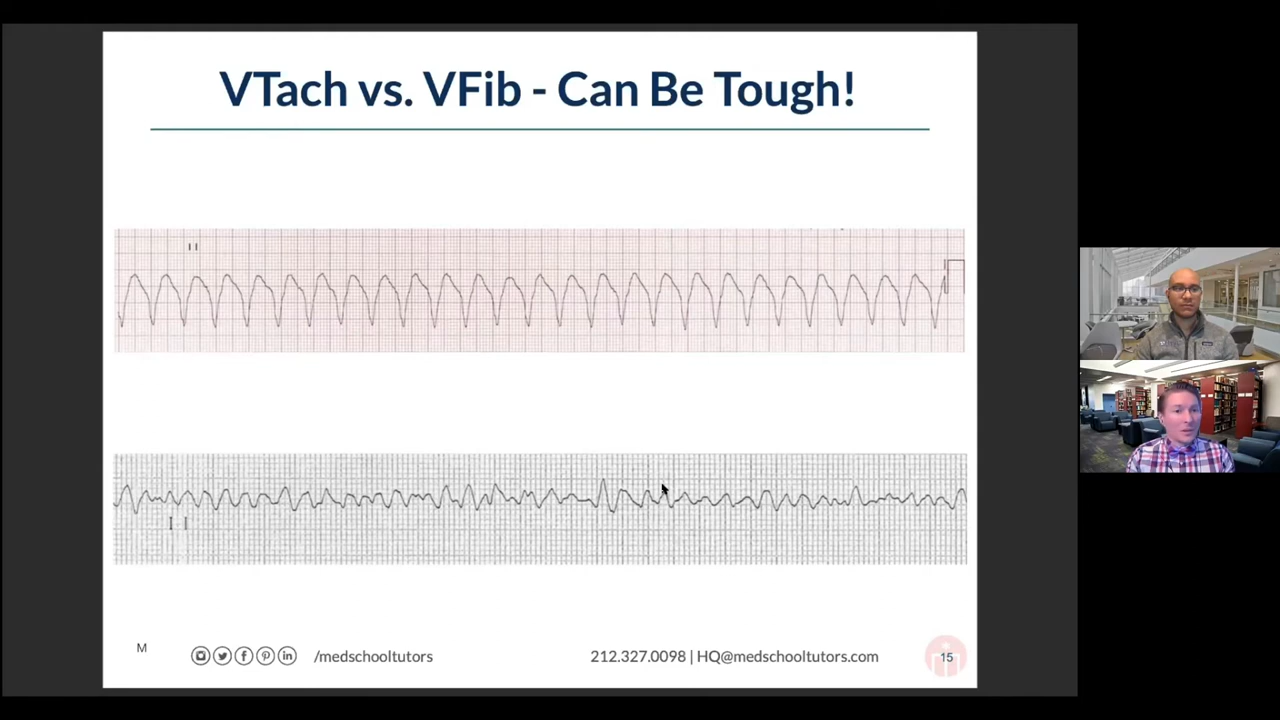 VTach vs. VFib - Can Be Tough!
II
II
M
/medschooltutors
212.327.0098 | HQ@medschooltutors.com
15